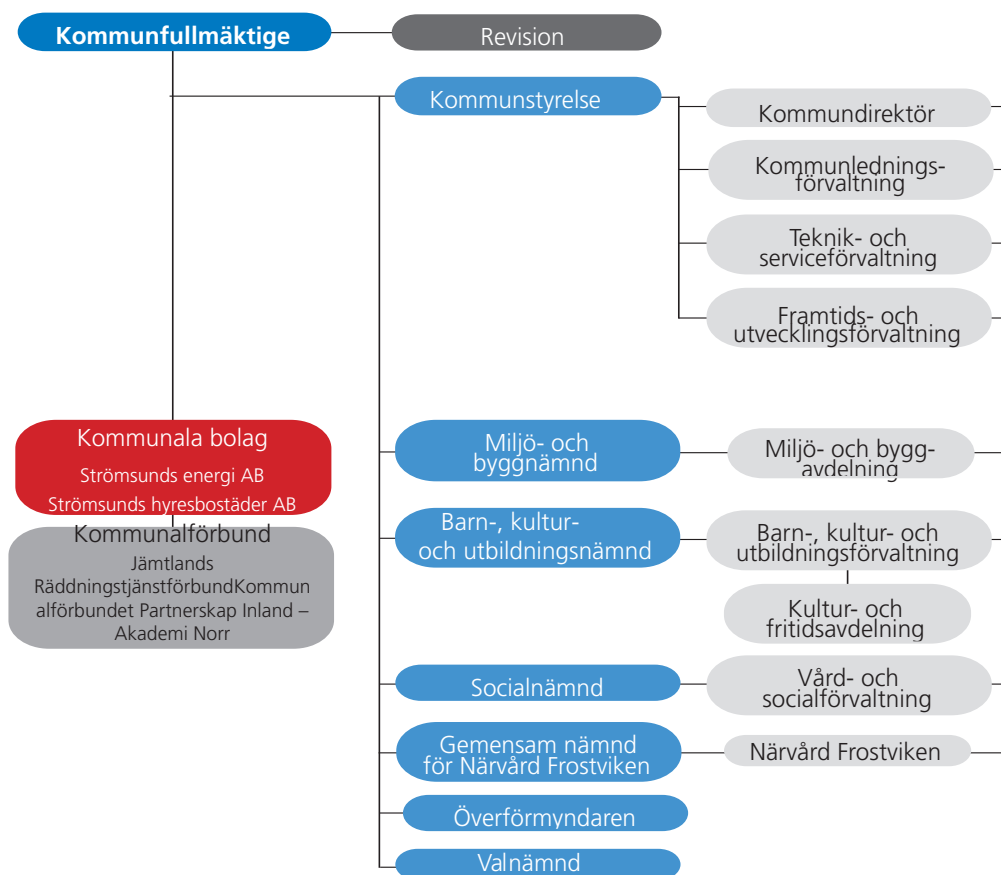 Kommunfullmäktige
Revision
Kommunstyrelse
Kommundirektör
Kommunlednings-
förvaltning
Teknik- och
serviceförvaltning
Framtids- och
utvecklingsförvaltning
Kommunala bolag
Strömsunds energi AB
Strömsunds hyresbostäder AB
Kommunalförbund
Jämtlands
RäddningstjänstförbundKommun
alförbundet Partnerskap Inland –
Akademi Norr
Miljö- och
byggnämnd
Miljö- och bygg-
avdelning
Barn-, kultur-
och utbildningsnämnd
Barn-, kultur- och
utbildningsförvaltning
Kultur- och
fritidsavdelning
Socialnämnd
Vård- och
socialförvaltning
Gemensam nämnd
för Närvård Frostviken
Närvård Frostviken
Överförmyndaren
Valnämnd